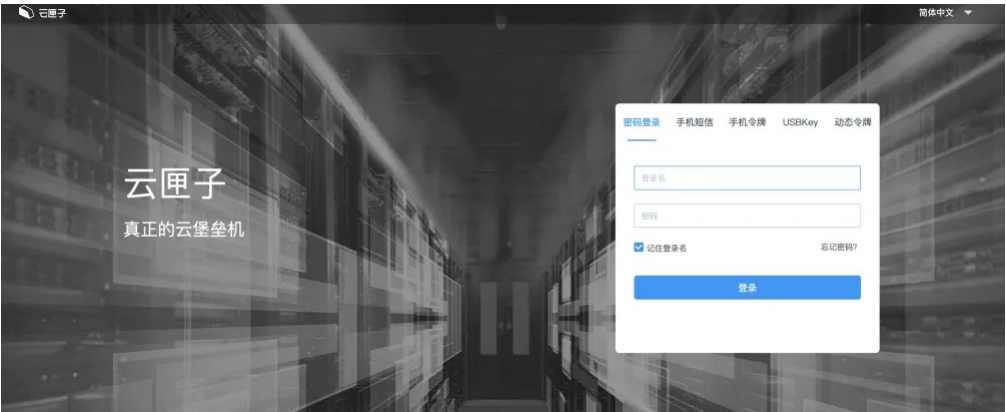 云匣子
简体中文
云匣子
真正的云堡垒机
密码登录 手机短信 手机令牌 USBKey 动态令牌
登录名
密码
记住登录名 忘记密码?
登录